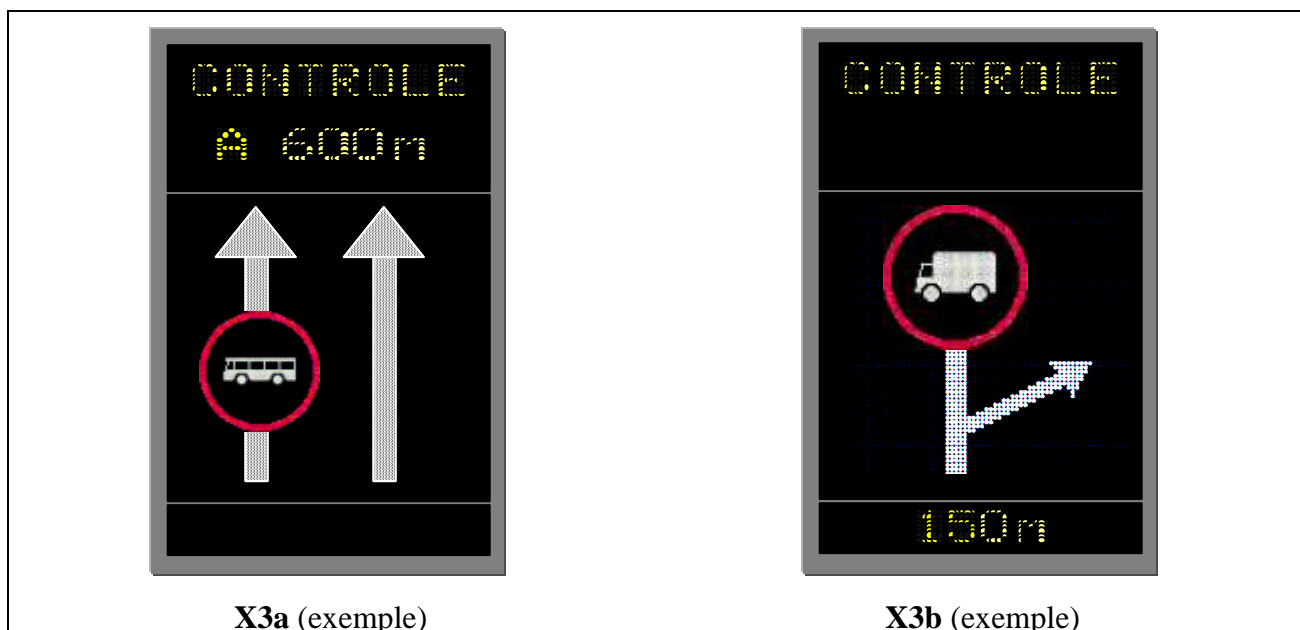 CONTROLE
A 600m
X3a (exemple)
CONTROLE
150m
X3b (exemple)